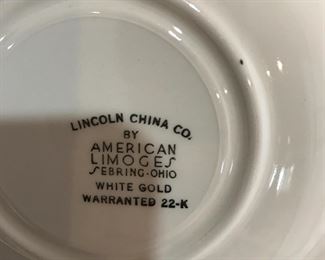 LINCOLN CHINA CO.
BY
AMERICAN
LIMOGES
SEBRING-OHIO
WHITE GOLD
WARRANTED 22-K